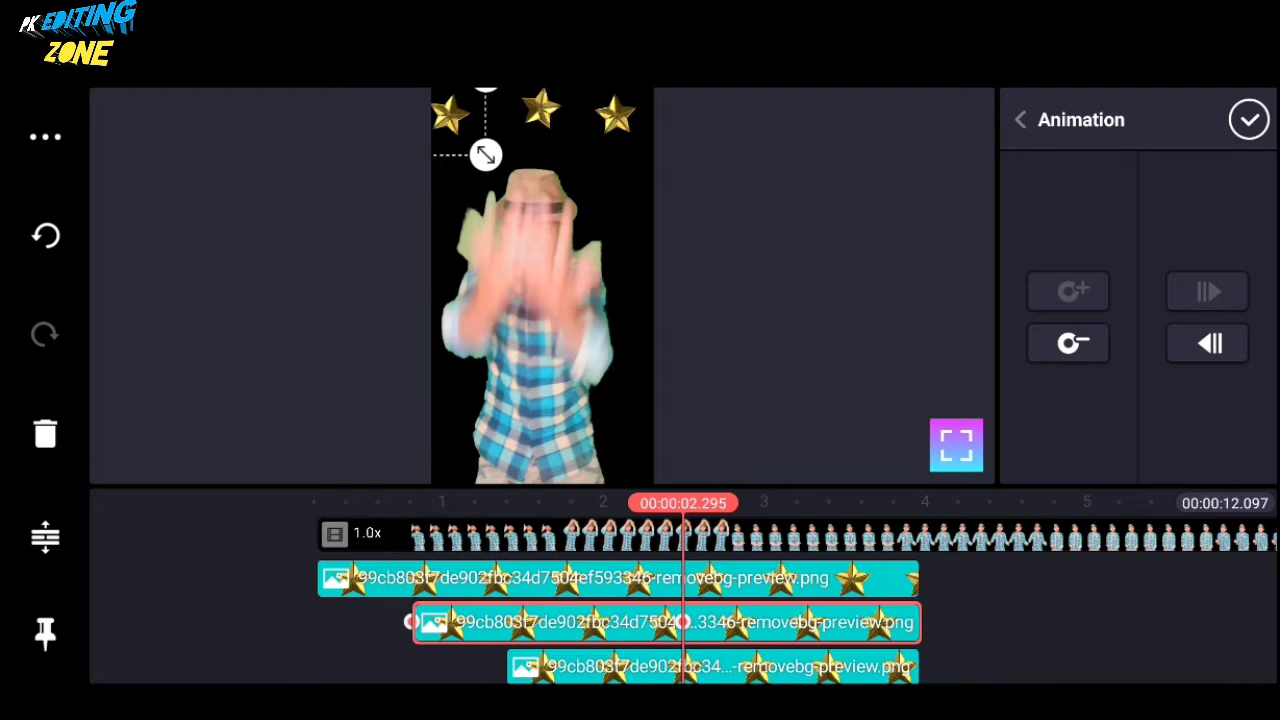 PK EDITING
ZONE
Animation
1
2
00:00:02.295
3
4
5
00:00:12.097
1.0x
99cb803f7de902fbc34d7504ef593346-removebg-preview.png
99cb803f7de902fbc34d7504...3346-removebg-preview.png
99cb803f7de902fbc34...-removebg-preview.png